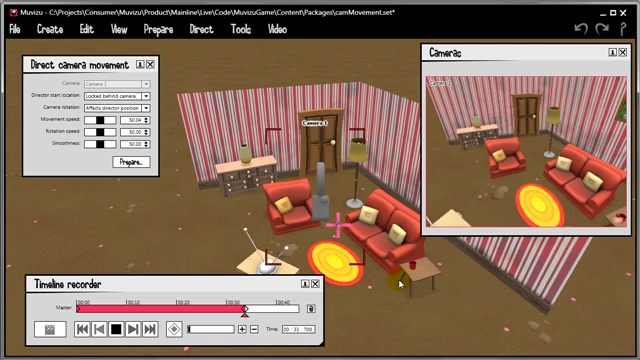 Muvizu - C:\Projects\Consumer\Muvizu\Product\Mainline\Live\Code\MuvizuGame\Content\Packages\camMovement.set*
File Create Edit Prepare Direct Tools Video
Direct camera movement
Camera: Camera 1
Director start location: Locked behind camera
Camera rotation: Affects director position
Movement speed: 50.04
Rotation speed: 50.00
Smoothness: 50.00
Prepare...
Camera 1
Cameras
Camera 1
Timeline recorder
00:00 00:10 00:20 00:30 00:40
Master:
Time: 00 : 33 . 700